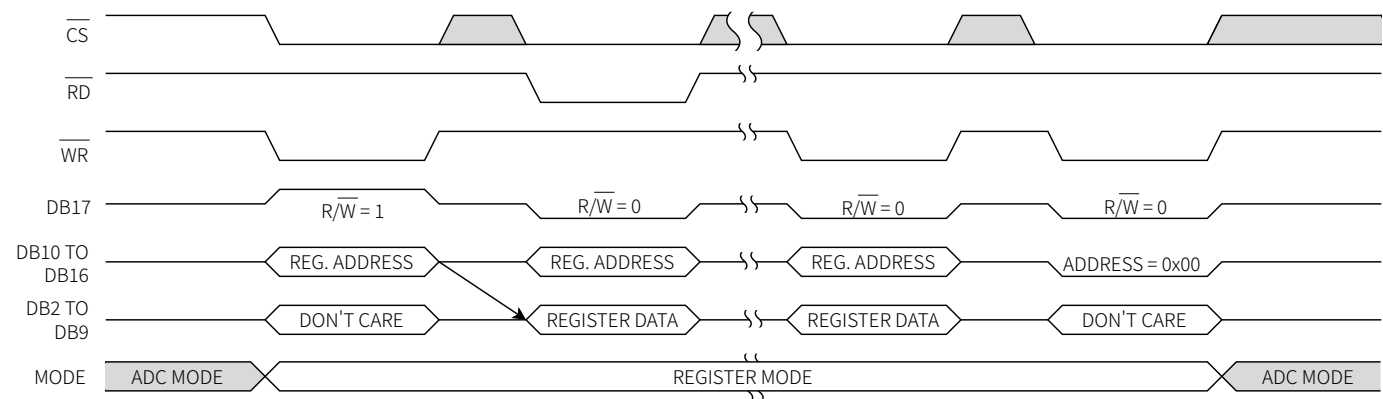 CS
RD
WR
DB17
R/W = 1
R/W = 0
R/W = 0
R/W = 0
DB10 TO
DB16
REG. ADDRESS
REG. ADDRESS
REG. ADDRESS
ADDRESS = 0x00
DB2 TO
DB9
DON'T CARE
REGISTER DATA
REGISTER DATA
DON'T CARE
MODE
ADC MODE
REGISTER MODE
ADC MODE